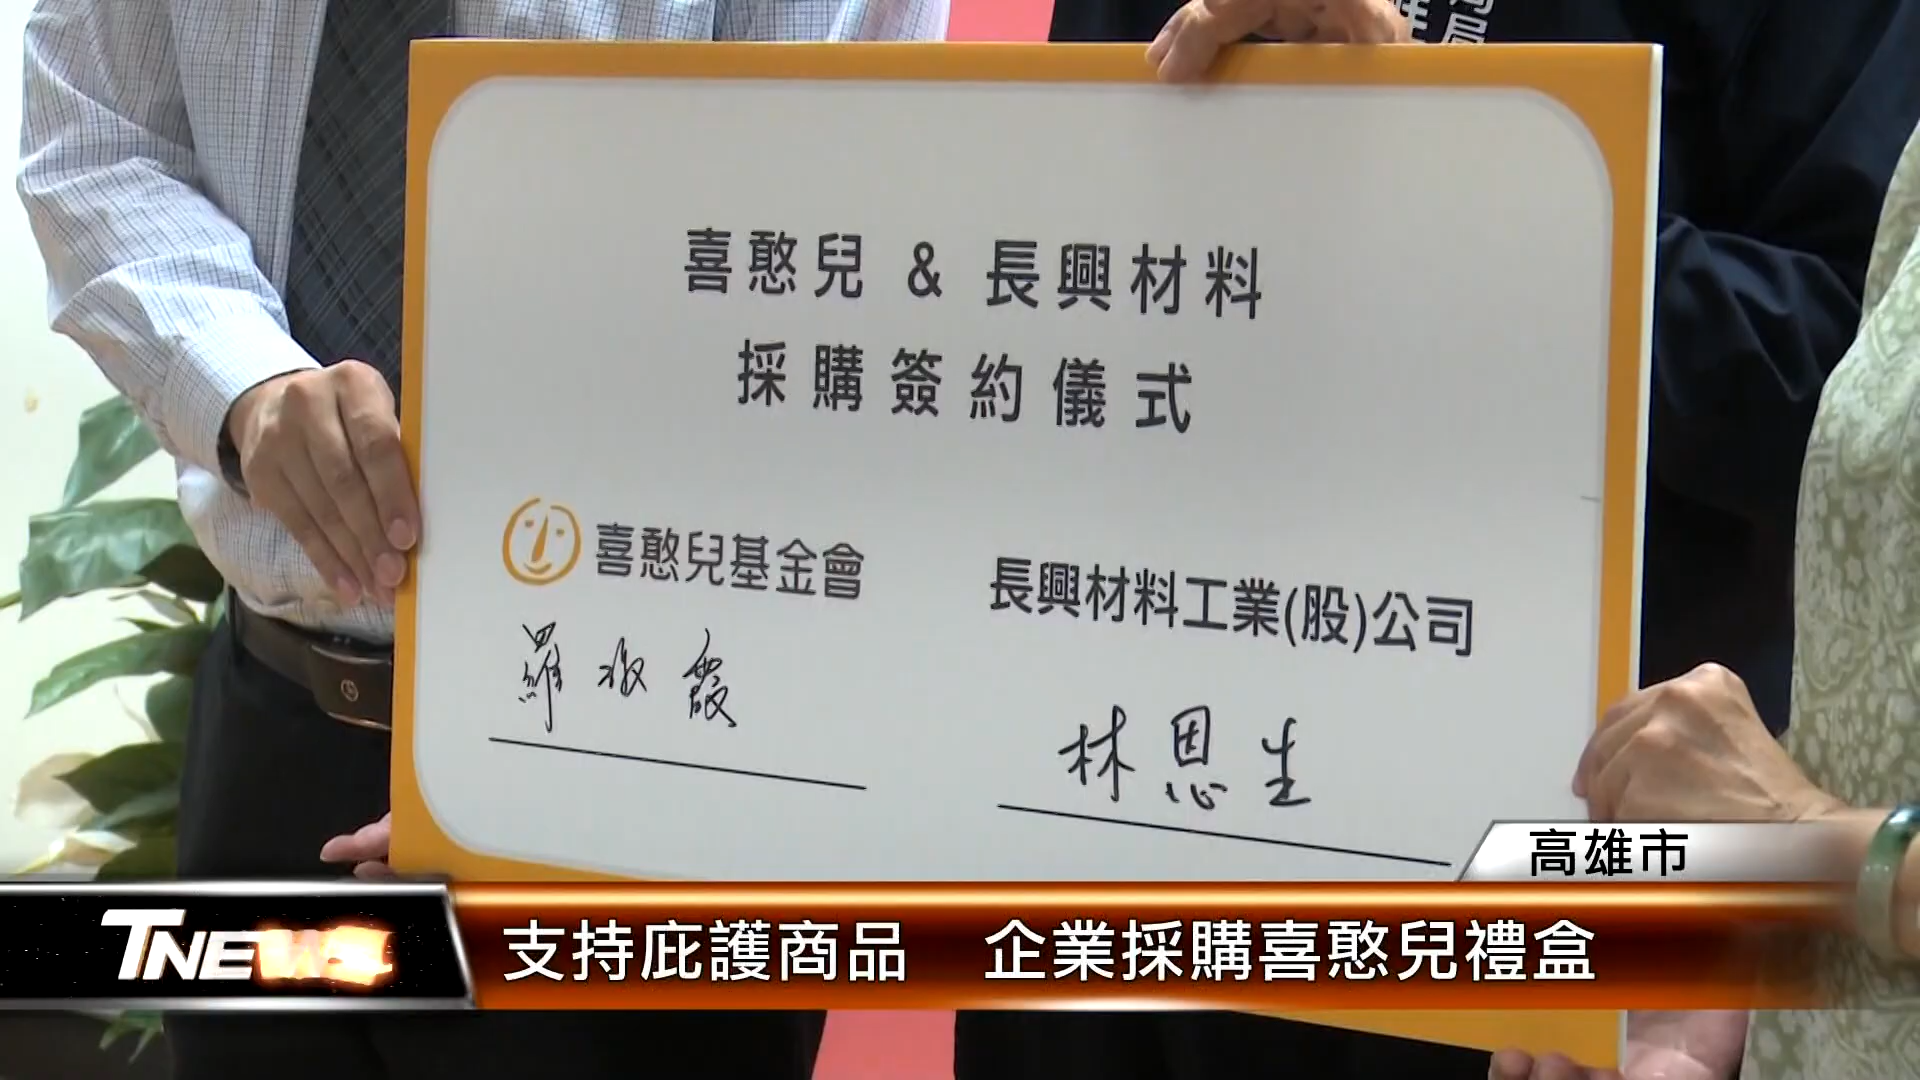 喜憨兒 & 長興材料
採購簽約儀式
喜憨兒基金會
長興材料工業(股)公司
羅淑霞
林恩生
高雄市
TNEWS
支持庇護商品 企業採購喜憨兒禮盒